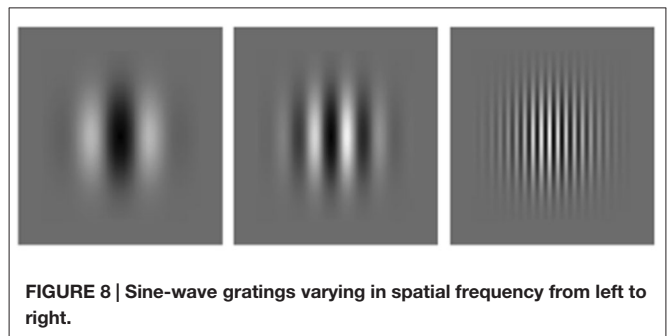 FIGURE 8 | Sine-wave gratings varying in spatial frequency from left to
right.